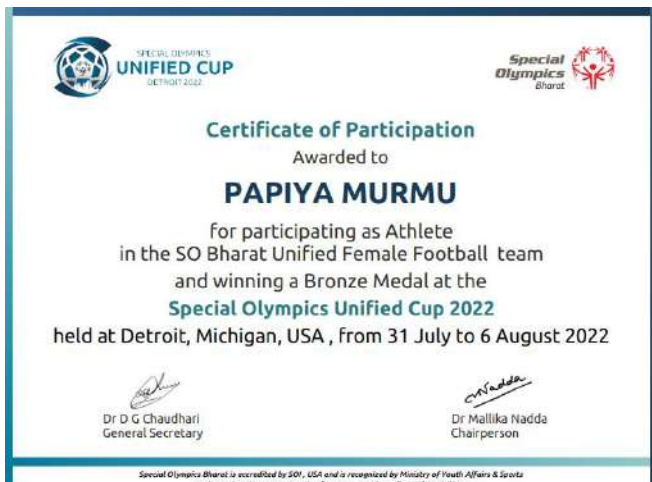 SPECIAL OLYMPICS
UNIFIED CUP
DETROIT 2022
Special
Olympics
Bharat
Certificate of Participation
Awarded to
PAPIYA MURMU
for participating as Athlete
in the SO Bharat Unified Female Football team
and winning a Bronze Medal at the
Special Olympics Unified Cup 2022
held at Detroit, Michigan, USA , from 31 July to 6 August 2022
Dr D G Chaudhari
General Secretary
Dr Mallika Nadda
Chairperson
Special Olympics Bharat is accredited by SOI , USA and is recognized by Ministry of Youth Affairs & Sports